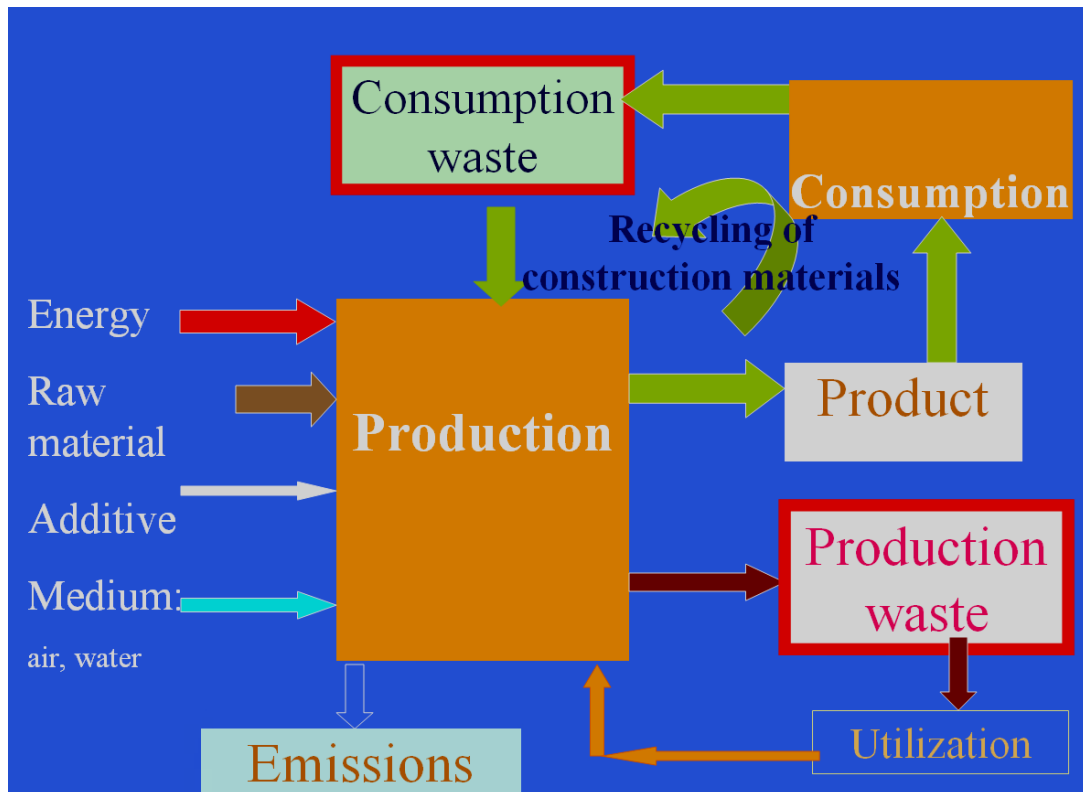 Consumption
waste
Consumption
Recycling of
construction materials
Energy
Raw
material
Additive
Medium:
air, water
Production
Product
Production
waste
Utilization
Emissions